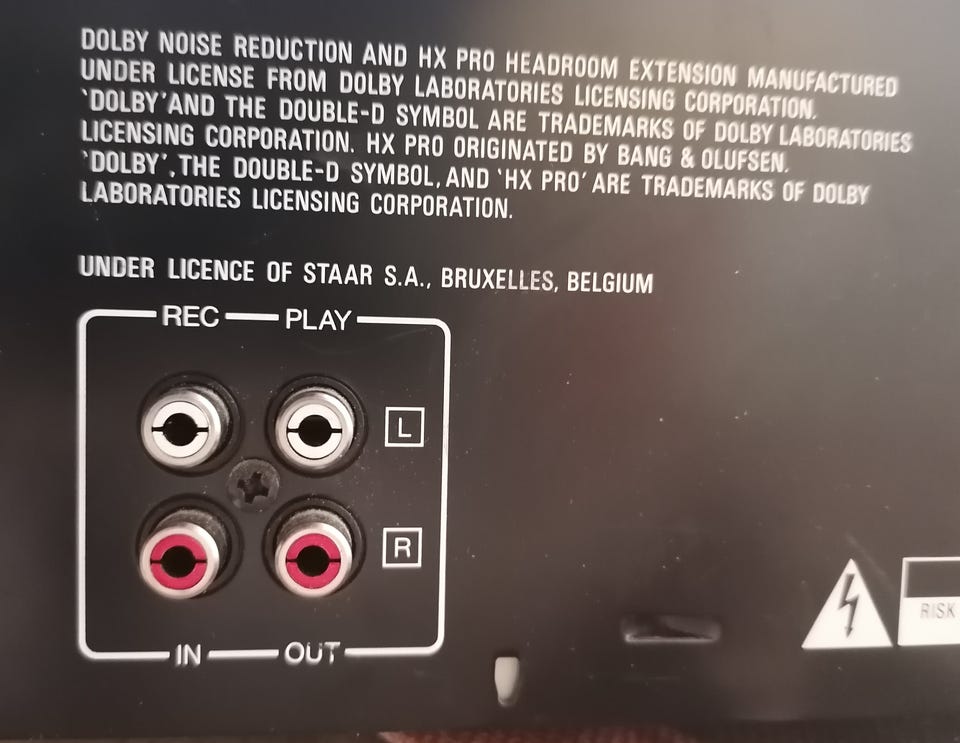 DOLBY NOISE REDUCTION AND HX PRO HEADROOM EXTENSION MANUFACTURED
UNDER LICENSE FROM DOLBY LABORATORIES LICENSING CORPORATION.
‵DOLBY′ AND THE DOUBLE-D SYMBOL ARE TRADEMARKS OF DOLBY LABORATORIES
LICENSING CORPORATION. HX PRO ORIGINATED BY BANG & OLUFSEN.
‵DOLBY′, THE DOUBLE-D SYMBOL, AND ‵HX PRO′ ARE TRADEMARKS OF DOLBY
LABORATORIES LICENSING CORPORATION.
UNDER LICENCE OF STAAR S.A., BRUXELLES, BELGIUM
REC PLAY
L
R
IN OUT
RISK